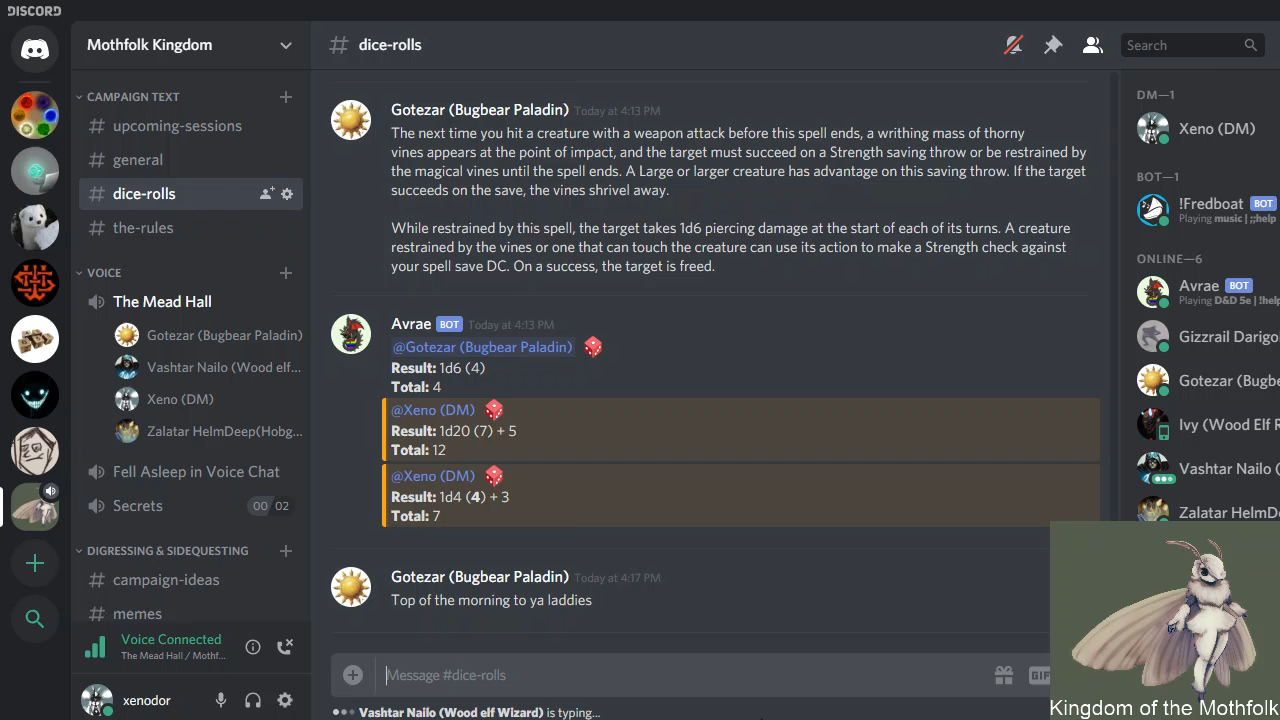 DISCORD
Mothfolk Kingdom
CAMPAIGN TEXT
# upcoming-sessions
# general
# dice-rolls
# the-rules
VOICE
The Mead Hall
Gotezar (Bugbear Paladin)
Vashtar Nailo (Wood elf...
Xeno (DM)
Zalatar HelmDeep(Hobg...
Fell Asleep in Voice Chat
Secrets 00 02
DIGRESSING & SIDEQUESTING
# campaign-ideas
# memes
Voice Connected
The Mead Hall / Mothf...
xenodor
# dice-rolls
Search
Gotezar (Bugbear Paladin) Today at 4:13 PM
The next time you hit a creature with a weapon attack before this spell ends, a writhing mass of thorny
vines appears at the point of impact, and the target must succeed on a Strength saving throw or be restrained by
the magical vines until the spell ends. A Large or larger creature has advantage on this saving throw. If the target
succeeds on the save, the vines shrivel away.
While restrained by this spell, the target takes 1d6 piercing damage at the start of each of its turns. A creature
restrained by the vines or one that can touch the creature can use its action to make a Strength check against
your spell save DC. On a success, the target is freed.
Avrae BOT Today at 4:13 PM
@Gotezar (Bugbear Paladin)
Result: 1d6 (4)
Total: 4
@Xeno (DM)
Result: 1d20 (7) + 5
Total: 12
@Xeno (DM)
Result: 1d4 (4) + 3
Total: 7
Gotezar (Bugbear Paladin) Today at 4:17 PM
Top of the morning to ya laddies
Message #dice-rolls
GIF
Vashtar Nailo (Wood elf Wizard) is typing...
DM—1
Xeno (DM)
BOT—1
!Fredboat BOT
Playing music | ;;help
ONLINE—6
Avrae BOT
Playing D&D 5e | !help
Gizzrail Darigo
Gotezar (Bugbe
Ivy (Wood Elf R
Vashtar Nailo (
Zalatar HelmDe
Kingdom of the Mothfolk